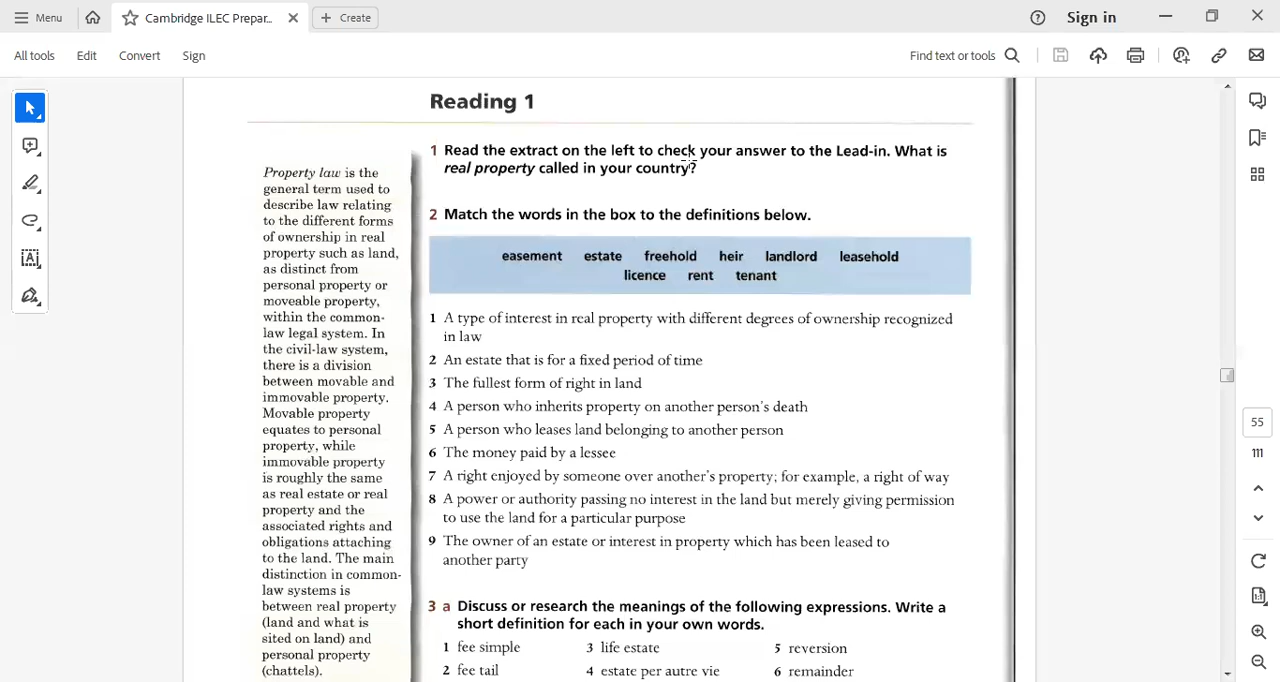 Menu
Cambridge ILEC Prepar...
Create
Sign in
All tools
Edit
Convert
Sign
Find text or tools
Reading 1
Property law is the
general term used to
describe law relating
to the different forms
of ownership in real
property such as land,
as distinct from
personal property or
moveable property,
within the common-
law legal system. In
the civil-law system,
there is a division
between movable and
immovable property.
Movable property
equates to personal
property, while
immovable property
is roughly the same
as real estate or real
property and the
associated rights and
obligations attaching
to the land. The main
distinction in common-
law systems is
between real property
(land and what is
sited on land) and
personal property
(chattels).
1 Read the extract on the left to check your answer to the Lead-in. What is
real property called in your country?
2 Match the words in the box to the definitions below.
easement estate freehold heir landlord leasehold
licence rent tenant
1 A type of interest in real property with different degrees of ownership recognized
in law
2 An estate that is for a fixed period of time
3 The fullest form of right in land
4 A person who inherits property on another person's death
5 A person who leases land belonging to another person
6 The money paid by a lessee
7 A right enjoyed by someone over another's property; for example, a right of way
8 A power or authority passing no interest in the land but merely giving permission
to use the land for a particular purpose
9 The owner of an estate or interest in property which has been leased to
another party
3 a Discuss or research the meanings of the following expressions. Write a
short definition for each in your own words.
1 fee simple 3 life estate 5 reversion
2 fee tail 4 estate per autre vie 6 remainder
55
111